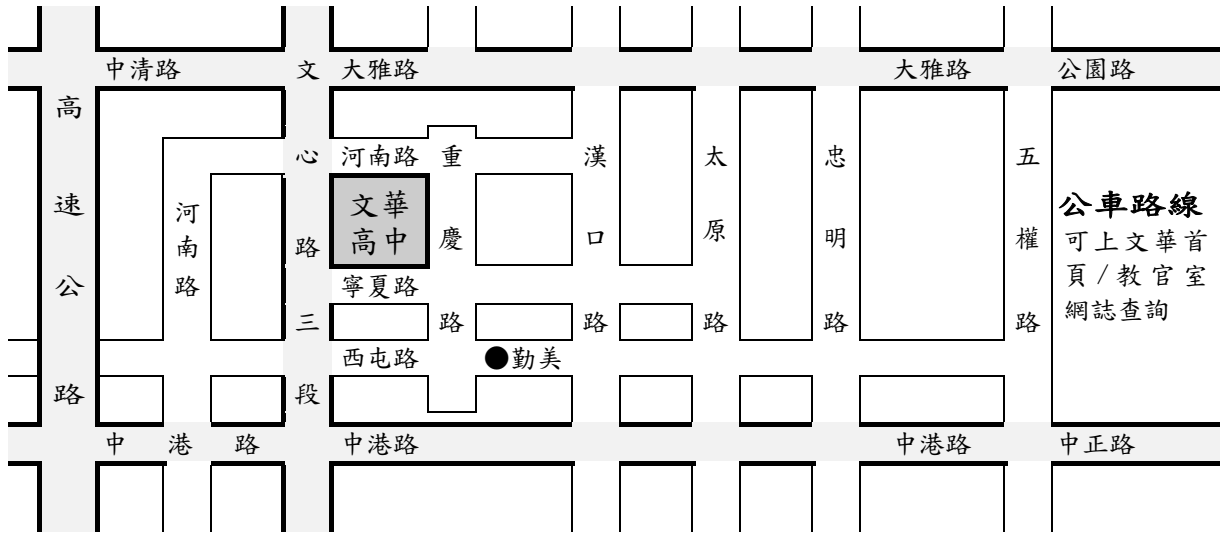 中清路
大雅路
大雅路
公園路
高速公路
河南路
文心路三段
河南路
文華
高中
寧夏路
西屯路
重慶路
●勤美
漢口路
太原路
忠明路
五權路
公車路線
可上文華首
頁/教官室
網誌查詢
中港路
中港路
中港路
中正路